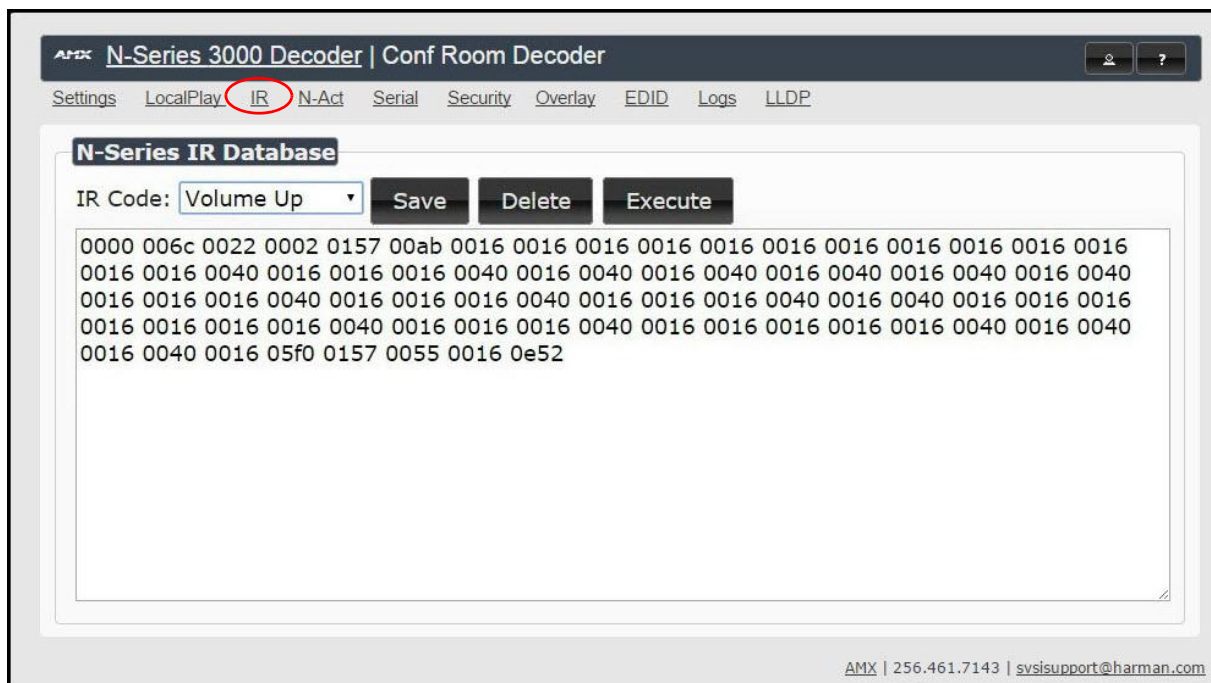 AMX N-Series 3000 Decoder | Conf Room Decoder ?
Settings LocalPlay IR N-Act Serial Security Overlay EDID Logs LLDP
N-Series IR Database
IR Code: Volume Up Save Delete Execute
0000 006c 0022 0002 0157 00ab 0016 0016 0016 0016 0016 0016 0016 0016 0016 0016 0016
0016 0016 0040 0016 0016 0016 0040 0016 0040 0016 0040 0016 0040 0016 0040 0016 0040
0016 0016 0016 0040 0016 0016 0016 0040 0016 0016 0016 0040 0016 0040 0016 0016 0016
0016 0016 0016 0016 0040 0016 0016 0016 0040 0016 0016 0016 0016 0016 0040 0016 0040
0016 0040 0016 05f0 0157 0055 0016 0e52
AMX | 256.461.7143 | svsisupport@harman.com